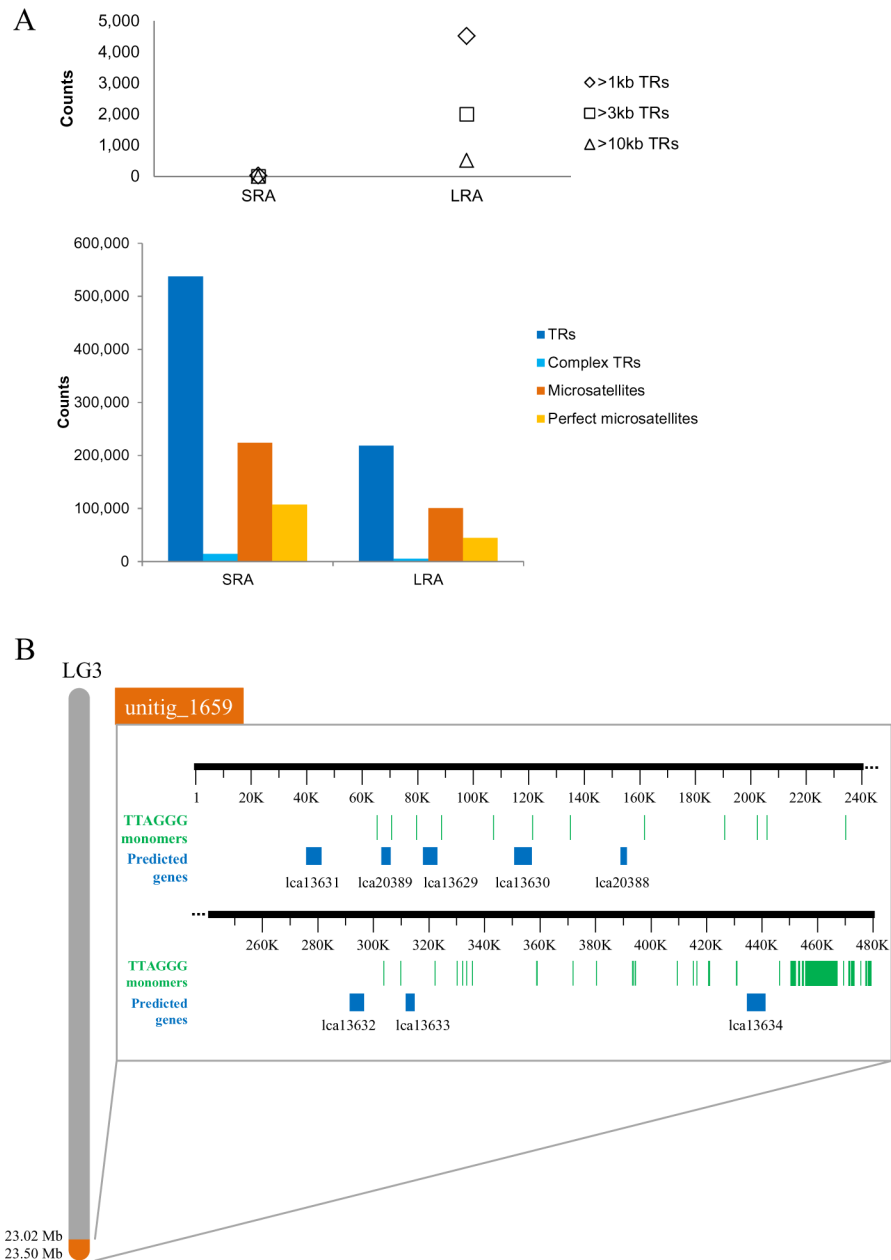 A
5,000
4,000
3,000
2,000
1,000
0
Counts
SRA
LRA
>1kb TRs
>3kb TRs
>10kb TRs
600,000
500,000
400,000
300,000
200,000
100,000
0
Counts
SRA
LRA
TRs
Complex TRs
Microsatellites
Perfect microsatellites
B
LG3
unitig_1659
1 20K 40K 60K 80K 100K 120K 140K 160K 180K 200K 220K 240K
TTAGGG
monomers
Predicted
genes
lca13631 lca20389 lca13629 lca13630 lca20388
260K 280K 300K 320K 340K 360K 380K 400K 420K 440K 460K 480K
TTAGGG
monomers
Predicted
genes
lca13632 lca13633 lca13634
23.02 Mb
23.50 Mb